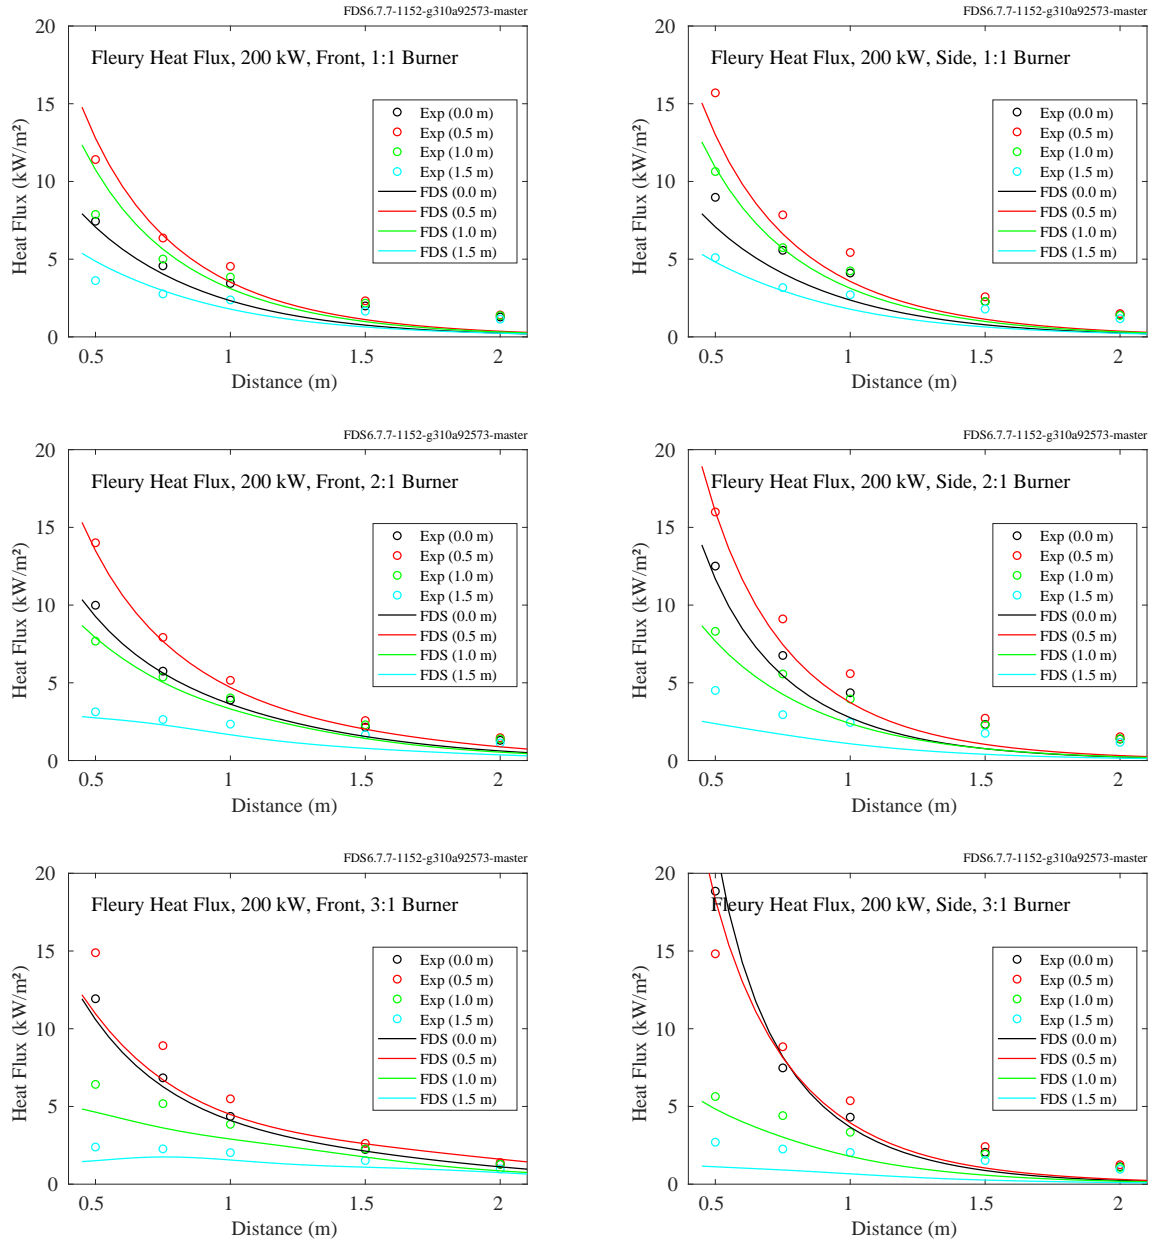 FDS6.7.7-1152-g310a92573-master
Fleury Heat Flux, 200 kW, Front, 1:1 Burner
20
15
10
5
0
Heat Flux (kW/m²)
Exp (0.0 m)
Exp (0.5 m)
Exp (1.0 m)
Exp (1.5 m)
FDS (0.0 m)
FDS (0.5 m)
FDS (1.0 m)
FDS (1.5 m)
0.5 1 1.5 2
Distance (m)
FDS6.7.7-1152-g310a92573-master
Fleury Heat Flux, 200 kW, Side, 1:1 Burner
20
15
10
5
0
Heat Flux (kW/m²)
Exp (0.0 m)
Exp (0.5 m)
Exp (1.0 m)
Exp (1.5 m)
FDS (0.0 m)
FDS (0.5 m)
FDS (1.0 m)
FDS (1.5 m)
0.5 1 1.5 2
Distance (m)
FDS6.7.7-1152-g310a92573-master
Fleury Heat Flux, 200 kW, Front, 2:1 Burner
20
15
10
5
0
Heat Flux (kW/m²)
Exp (0.0 m)
Exp (0.5 m)
Exp (1.0 m)
Exp (1.5 m)
FDS (0.0 m)
FDS (0.5 m)
FDS (1.0 m)
FDS (1.5 m)
0.5 1 1.5 2
Distance (m)
FDS6.7.7-1152-g310a92573-master
Fleury Heat Flux, 200 kW, Side, 2:1 Burner
20
15
10
5
0
Heat Flux (kW/m²)
Exp (0.0 m)
Exp (0.5 m)
Exp (1.0 m)
Exp (1.5 m)
FDS (0.0 m)
FDS (0.5 m)
FDS (1.0 m)
FDS (1.5 m)
0.5 1 1.5 2
Distance (m)
FDS6.7.7-1152-g310a92573-master
Fleury Heat Flux, 200 kW, Front, 3:1 Burner
20
15
10
5
0
Heat Flux (kW/m²)
Exp (0.0 m)
Exp (0.5 m)
Exp (1.0 m)
Exp (1.5 m)
FDS (0.0 m)
FDS (0.5 m)
FDS (1.0 m)
FDS (1.5 m)
0.5 1 1.5 2
Distance (m)
FDS6.7.7-1152-g310a92573-master
Fleury Heat Flux, 200 kW, Side, 3:1 Burner
20
15
10
5
0
Heat Flux (kW/m²)
Exp (0.0 m)
Exp (0.5 m)
Exp (1.0 m)
Exp (1.5 m)
FDS (0.0 m)
FDS (0.5 m)
FDS (1.0 m)
FDS (1.5 m)
0.5 1 1.5 2
Distance (m)